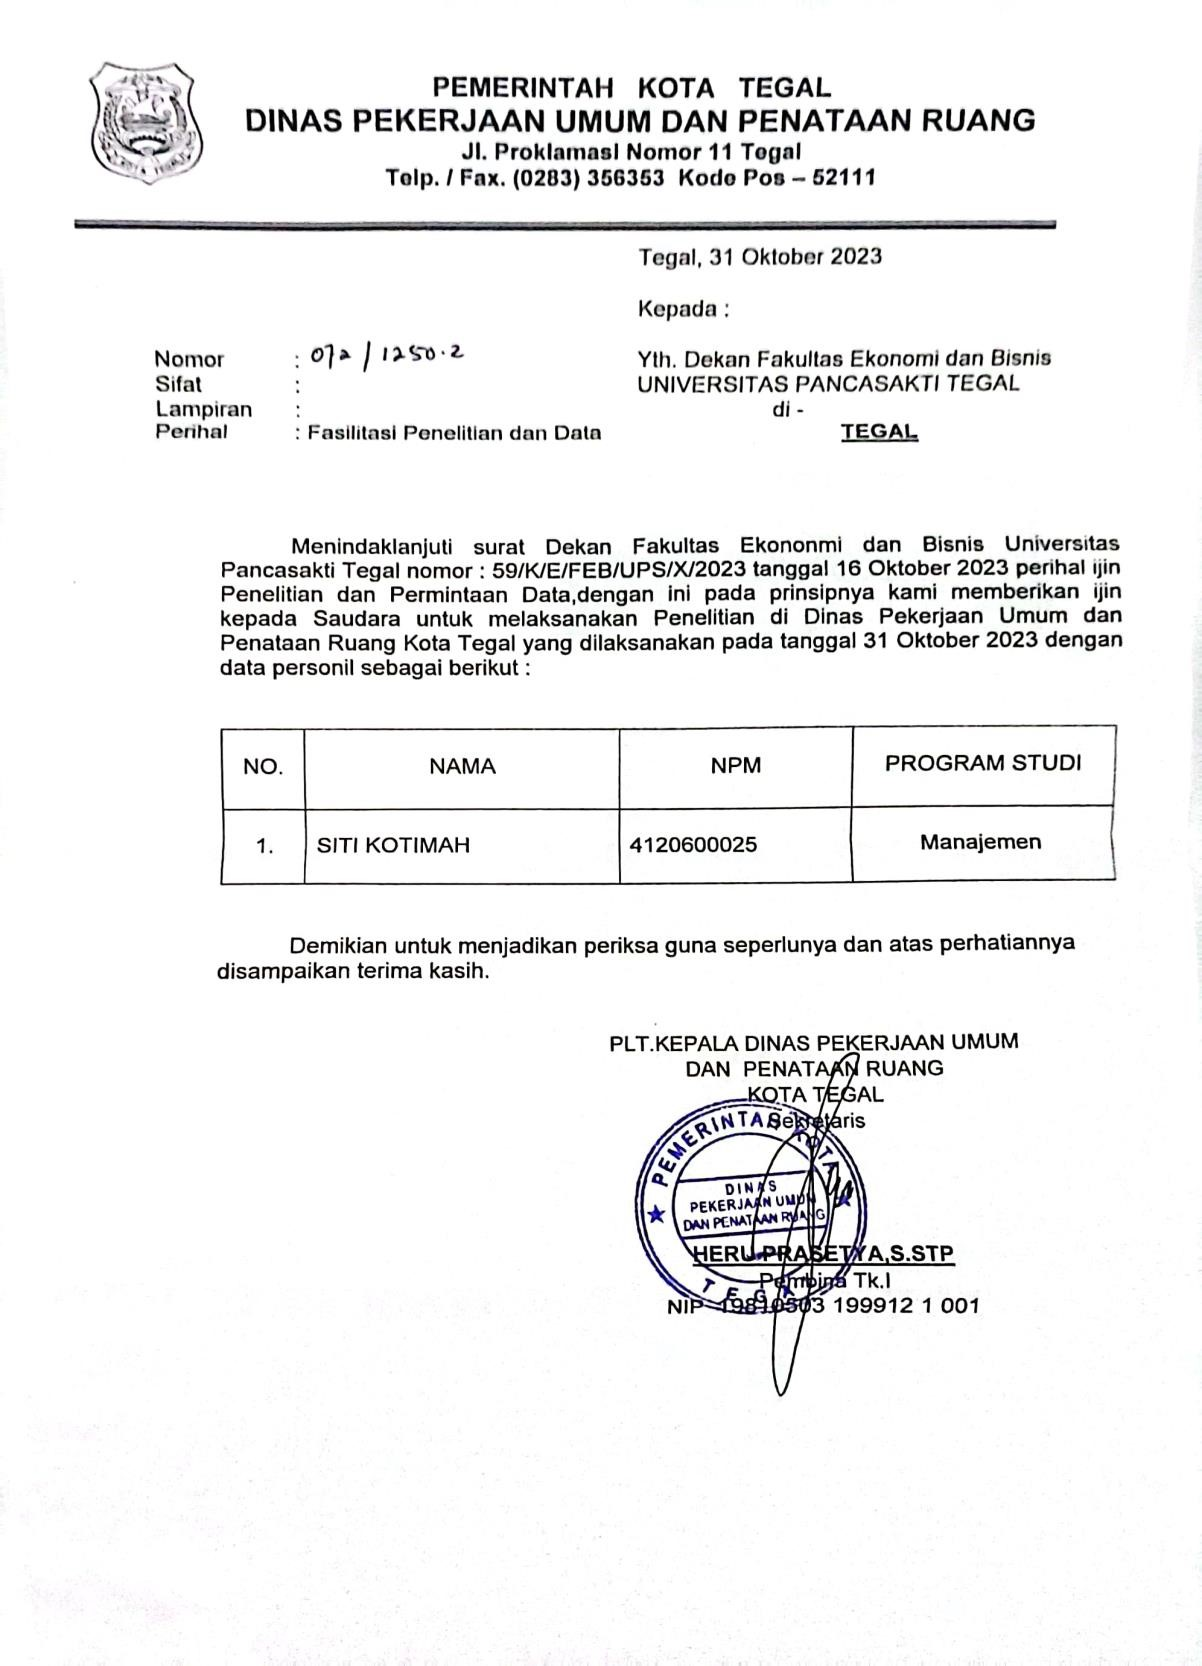 PEMERINTAH KOTA TEGAL
DINAS PEKERJAAN UMUM DAN PENATAAN RUANG
Jl. Proklamasi Nomor 11 Tegal
Telp. / Fax. (0283) 356353 Kode Pos – 52111
KOTA TEGAL
Tegal, 31 Oktober 2023
Kepada :
Nomor : 072 / 1250.2
Sifat :
Lampiran :
Perihal : Fasilitasi Penelitian dan Data
Yth. Dekan Fakultas Ekonomi dan Bisnis
UNIVERSITAS PANCASAKTI TEGAL
di -
TEGAL
Menindaklanjuti surat Dekan Fakultas Ekononmi dan Bisnis Universitas
Pancasakti Tegal nomor : 59/K/E/FEB/UPS/X/2023 tanggal 16 Oktober 2023 perihal ijin
Penelitian dan Permintaan Data,dengan ini pada prinsipnya kami memberikan ijin
kepada Saudara untuk melaksanakan Penelitian di Dinas Pekerjaan Umum dan
Penataan Ruang Kota Tegal yang dilaksanakan pada tanggal 31 Oktober 2023 dengan
data personil sebagai berikut :
NO. NAMA NPM PROGRAM STUDI
1. SITI KOTIMAH 4120600025 Manajemen
Demikian untuk menjadikan periksa guna seperlunya dan atas perhatiannya
disampaikan terima kasih.
PLT.KEPALA DINAS PEKERJAAN UMUM
DAN PENATAAN RUANG
KOTA TEGAL
Sekretaris
PEMERINTAH KOTA
DINAS
PEKERJAAN UMUM
DAN PENATAAN RUANG
TEGA
HERU PRASETYA,S.STP
Pembina Tk.I
NIP 19810503 199912 1 001